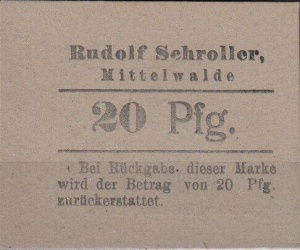 Rudolf Schroller,
Mittelwalde
20 Pfg.
Bei Rückgabe dieser Marke
wird der Betrag von 20 Pfg.
zurückerstattet.